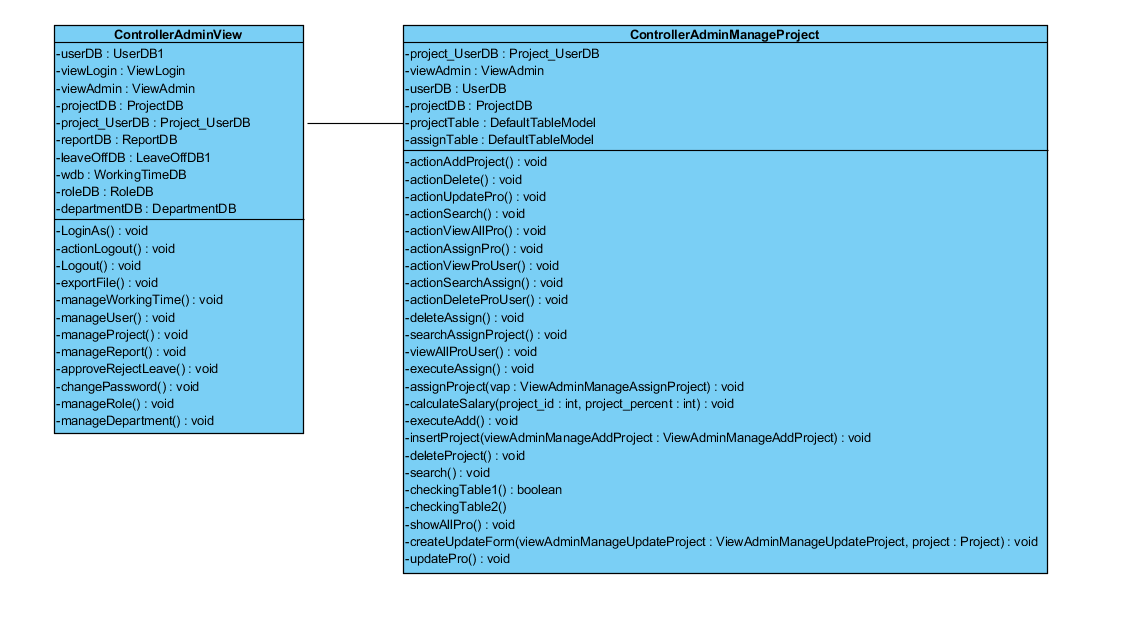 ControllerAdminView
-userDB : UserDB1
-viewLogin : ViewLogin
-viewAdmin : ViewAdmin
-projectDB : ProjectDB
-project_UserDB : Project_UserDB
-reportDB : ReportDB
-leaveOffDB : LeaveOffDB1
-wdb : WorkingTimeDB
-roleDB : RoleDB
-departmentDB : DepartmentDB
-LoginAs() : void
-actionLogout() : void
-Logout() : void
-exportFile() : void
-manageWorkingTime() : void
-manageUser() : void
-manageProject() : void
-manageReport() : void
-approveRejectLeave() : void
-changePassword() : void
-manageRole() : void
-manageDepartment() : void
ControllerAdminManageProject
-project_UserDB : Project_UserDB
-viewAdmin : ViewAdmin
-userDB : UserDB
-projectDB : ProjectDB
-projectTable : DefaultTableModel
-assignTable : DefaultTableModel
-actionAddProject() : void
-actionDelete() : void
-actionUpdatePro() : void
-actionSearch() : void
-actionViewAllPro() : void
-actionAssignPro() : void
-actionViewProUser() : void
-actionSearchAssign() : void
-actionDeleteProUser() : void
-deleteAssign() : void
-searchAssignProject() : void
-viewAllProUser() : void
-executeAssign() : void
-assignProject(vap : ViewAdminManageAssignProject) : void
-calculateSalary(project_id : int, project_percent : int) : void
-executeAdd() : void
-insertProject(viewAdminManageAddProject : ViewAdminManageAddProject) : void
-deleteProject() : void
-search() : void
-checkingTable1() : boolean
-checkingTable2()
-showAllPro() : void
-createUpdateForm(viewAdminManageUpdateProject : ViewAdminManageUpdateProject, project : Project) : void
-updatePro() : void